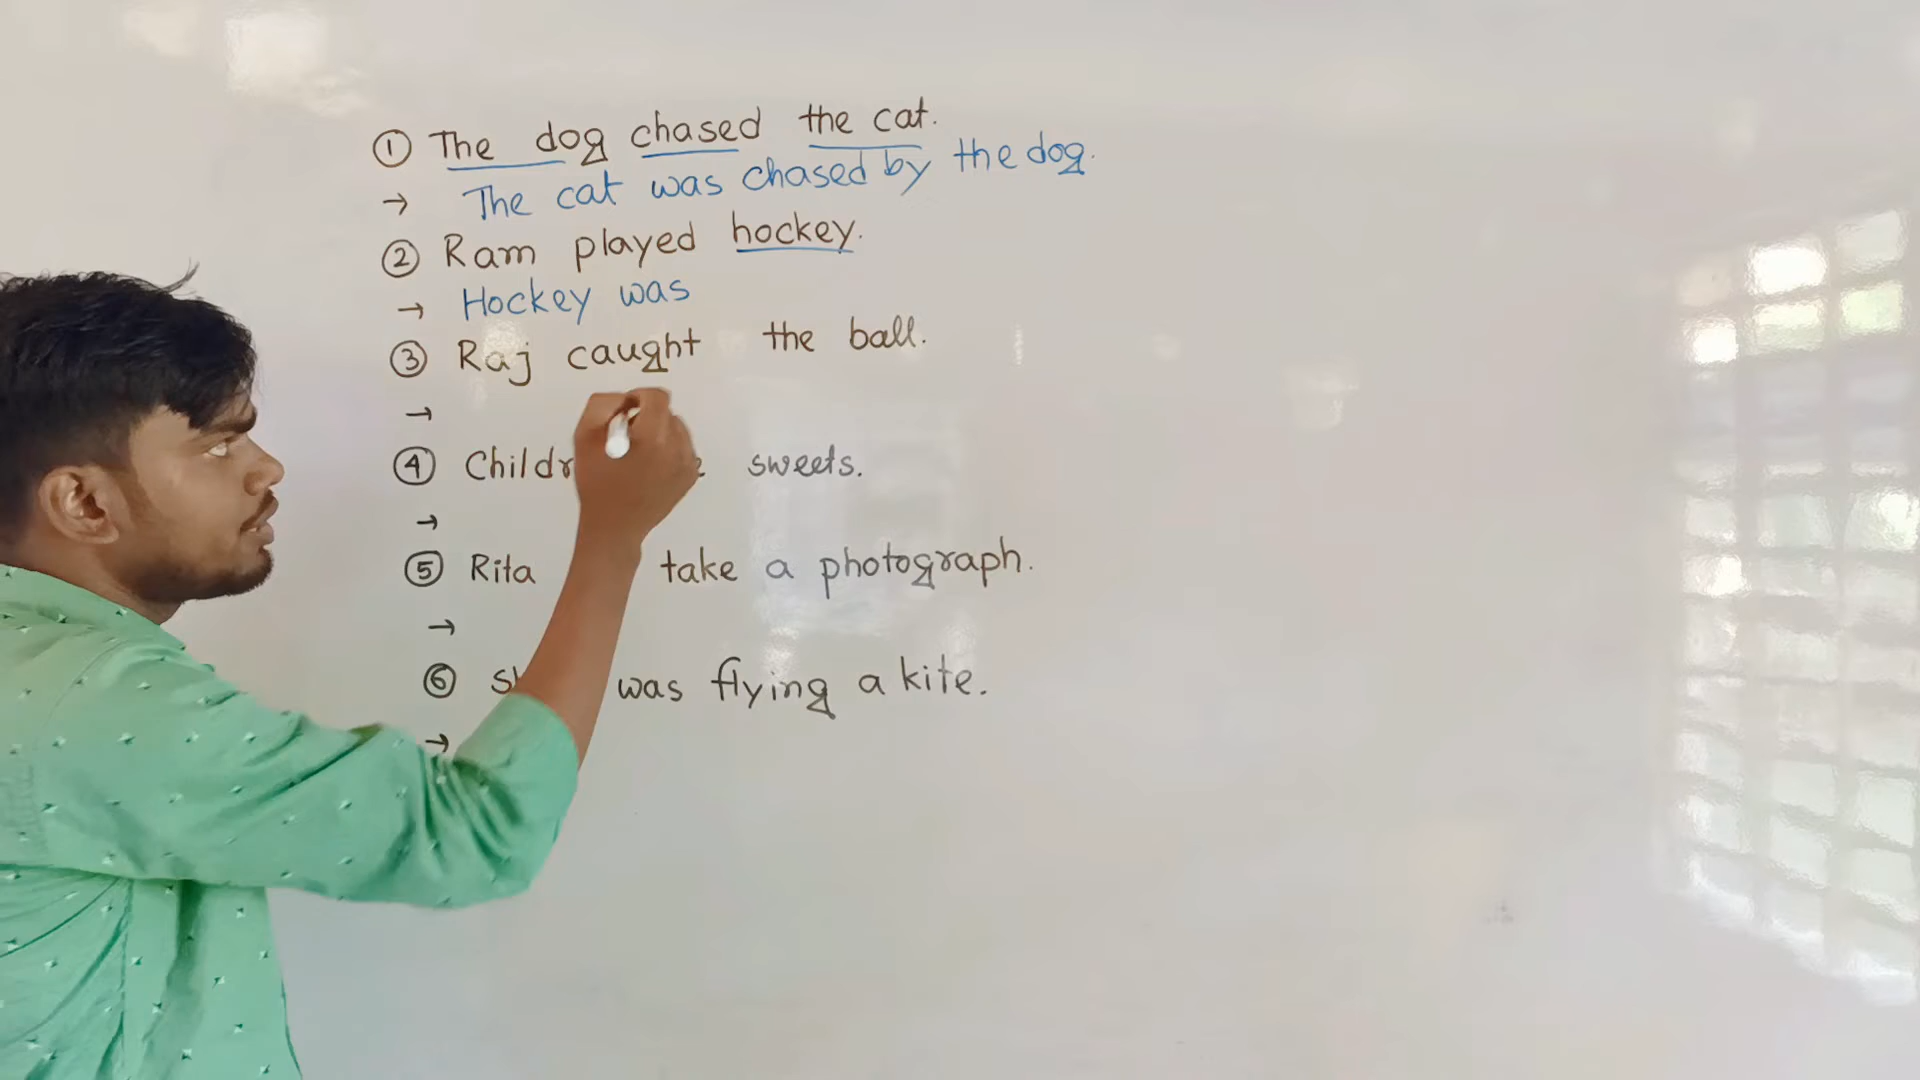 ① The dog chased the cat.
→ The cat was chased by the dog.
② Ram played hockey.
→ Hockey was
③ Raj caught the ball.
→
④ sweets.
→
⑤ Rita take a photograph.
→
⑥ was flying a kite.
→